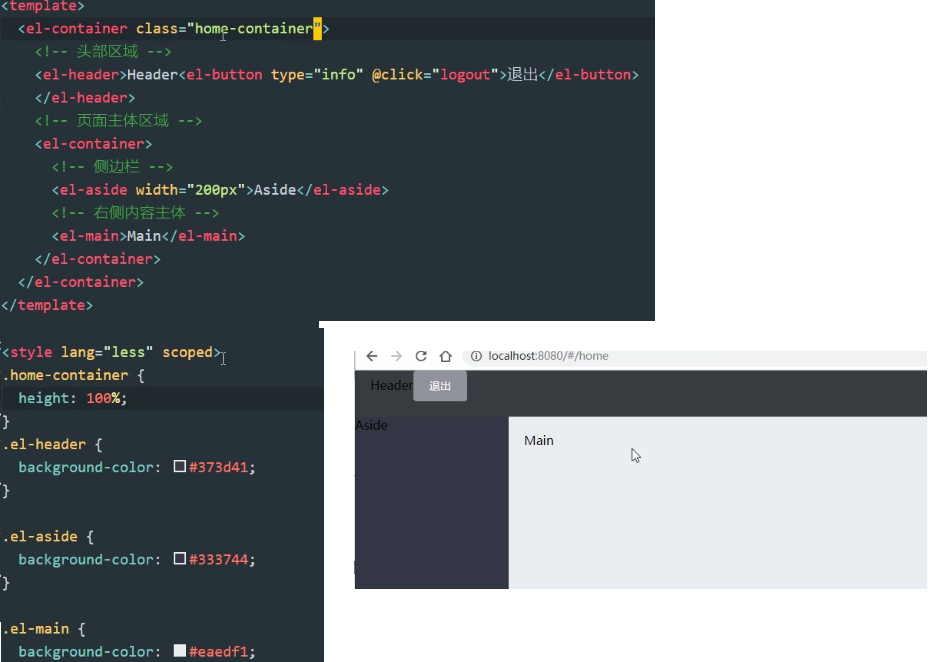 <template>
<el-container class="home-container">
<!-- 头部区域 -->
<el-header>Header<el-button type="info" @click="logout">退出</el-button>
</el-header>
<!-- 页面主体区域 -->
<el-container>
<!-- 侧边栏 -->
<el-aside width="200px">Aside</el-aside>
<!-- 右侧内容主体 -->
<el-main>Main</el-main>
</el-container>
</el-container>
</template>
<style lang="less" scoped>
.home-container {
height: 100%;
}
.el-header {
background-color: #373d41;
}
.el-aside {
background-color: #333744;
}
.el-main {
background-color: #eaedf1;
localhost:8080/#/home
Header 退出
Aside
Main